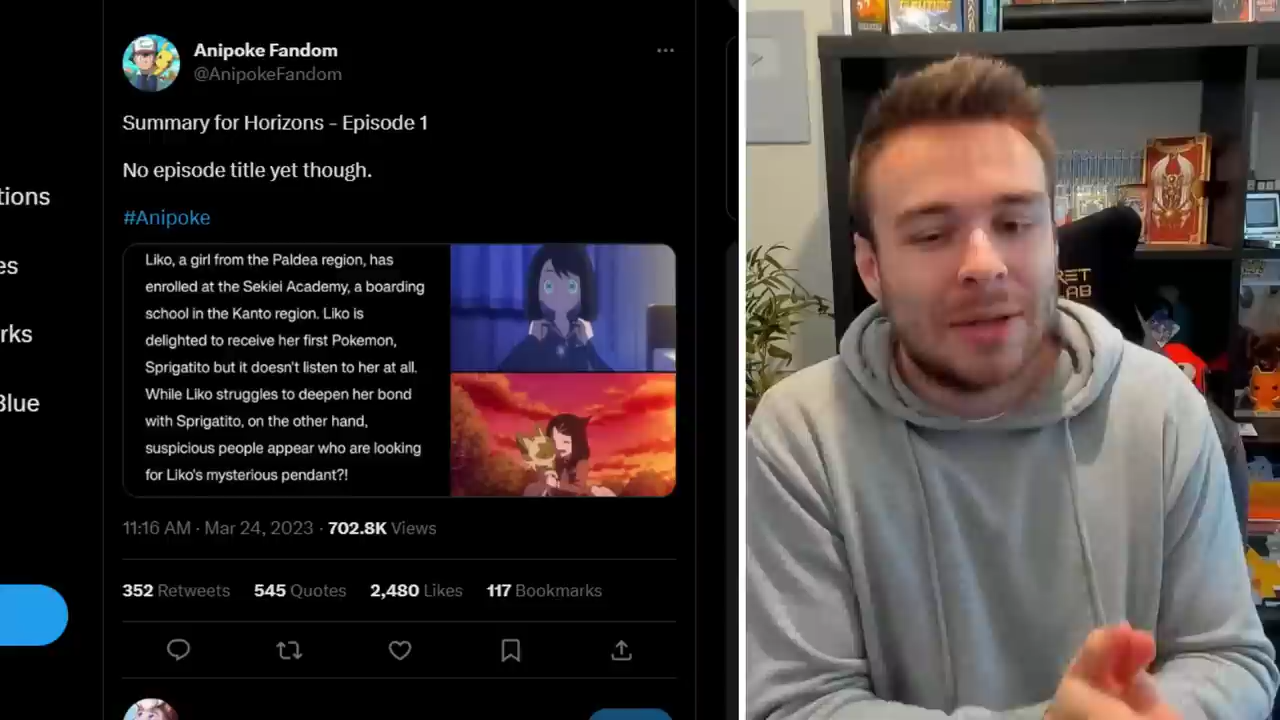 Anipoke Fandom
@AnipokeFandom
Summary for Horizons - Episode 1
No episode title yet though.
#Anipoke
Liko, a girl from the Paldea region, has
enrolled at the Sekiei Academy, a boarding
school in the Kanto region. Liko is
delighted to receive her first Pokemon,
Sprigatito but it doesn't listen to her at all.
While Liko struggles to deepen her bond
with Sprigatito, on the other hand,
suspicious people appear who are looking
for Liko's mysterious pendant?!
11:16 AM · Mar 24, 2023 · 702.8K Views
352 Retweets 545 Quotes 2,480 Likes 117 Bookmarks
tions
es
rks
Blue
RET
LAB